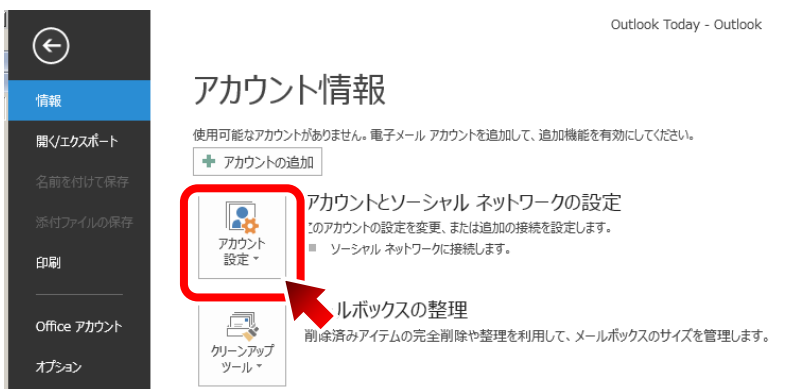 Outlook Today - Outlook
情報
開く/エクスポート
名前を付けて保存
添付ファイルの保存
印刷
Office アカウント
オプション
アカウント情報
使用可能なアカウントがありません。電子メール アカウントを追加して、追加機能を有効にしてください。
アカウントの追加
アカウント
設定
アカウントとソーシャル ネットワークの設定
このアカウントの設定を変更、または追加の接続を設定します。
ソーシャル ネットワークに接続します。
クリーンアップ
ツール
ルボックスの整理
削除済みアイテムの完全削除や整理を利用して、メールボックスのサイズを管理します。